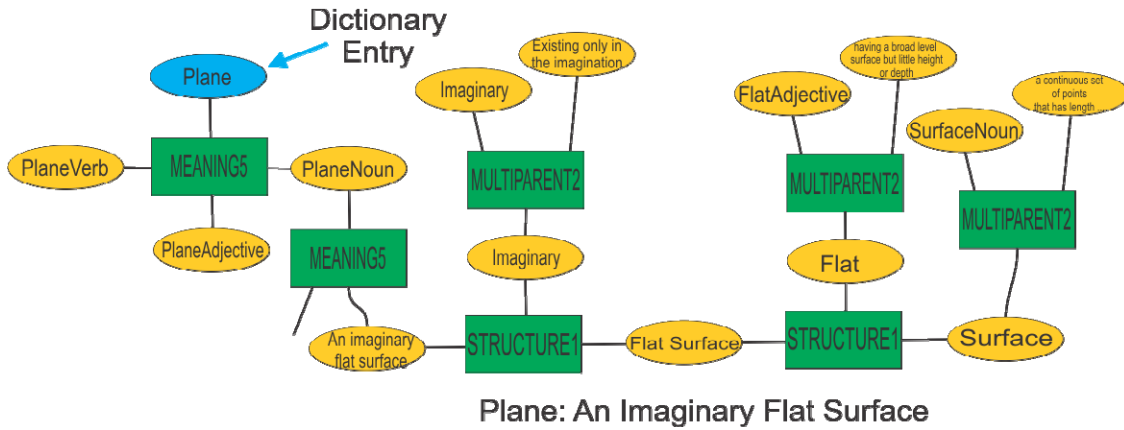 Dictionary
Entry
Plane
MEANING5
PlaneVerb
PlaneNoun
PlaneAdjective
MEANING5
An imaginary
flat surface
Imaginary
Existing only in
the imagination
MULTIPARENT2
Imaginary
STRUCTURE1
Flat Surface
FlatAdjective
having a broad level
surface but little height
or depth
MULTIPARENT2
Flat
STRUCTURE1
SurfaceNoun
a continuous set
of points
that has length ...
MULTIPARENT2
Surface
Plane: An Imaginary Flat Surface